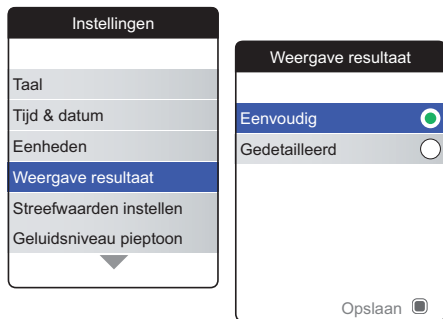 Instellingen
Taal
Tijd & datum
Eenheden
Weergave resultaat
Streefwaarden instellen
Geluidsniveau pieptoon
Weergave resultaat
Eenvoudig
Gedetailleerd
Opslaan